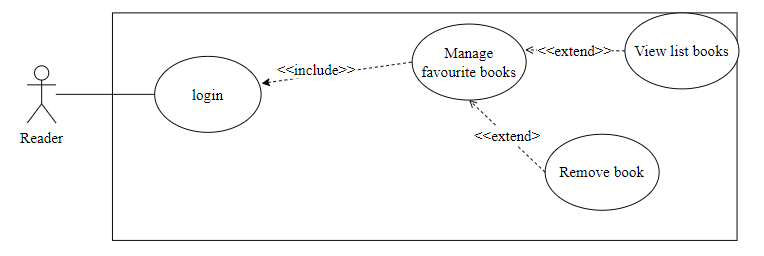 Reader
login
<<include>>
Manage
favourite books
<<extend>>
View list books
<<extend>
Remove book